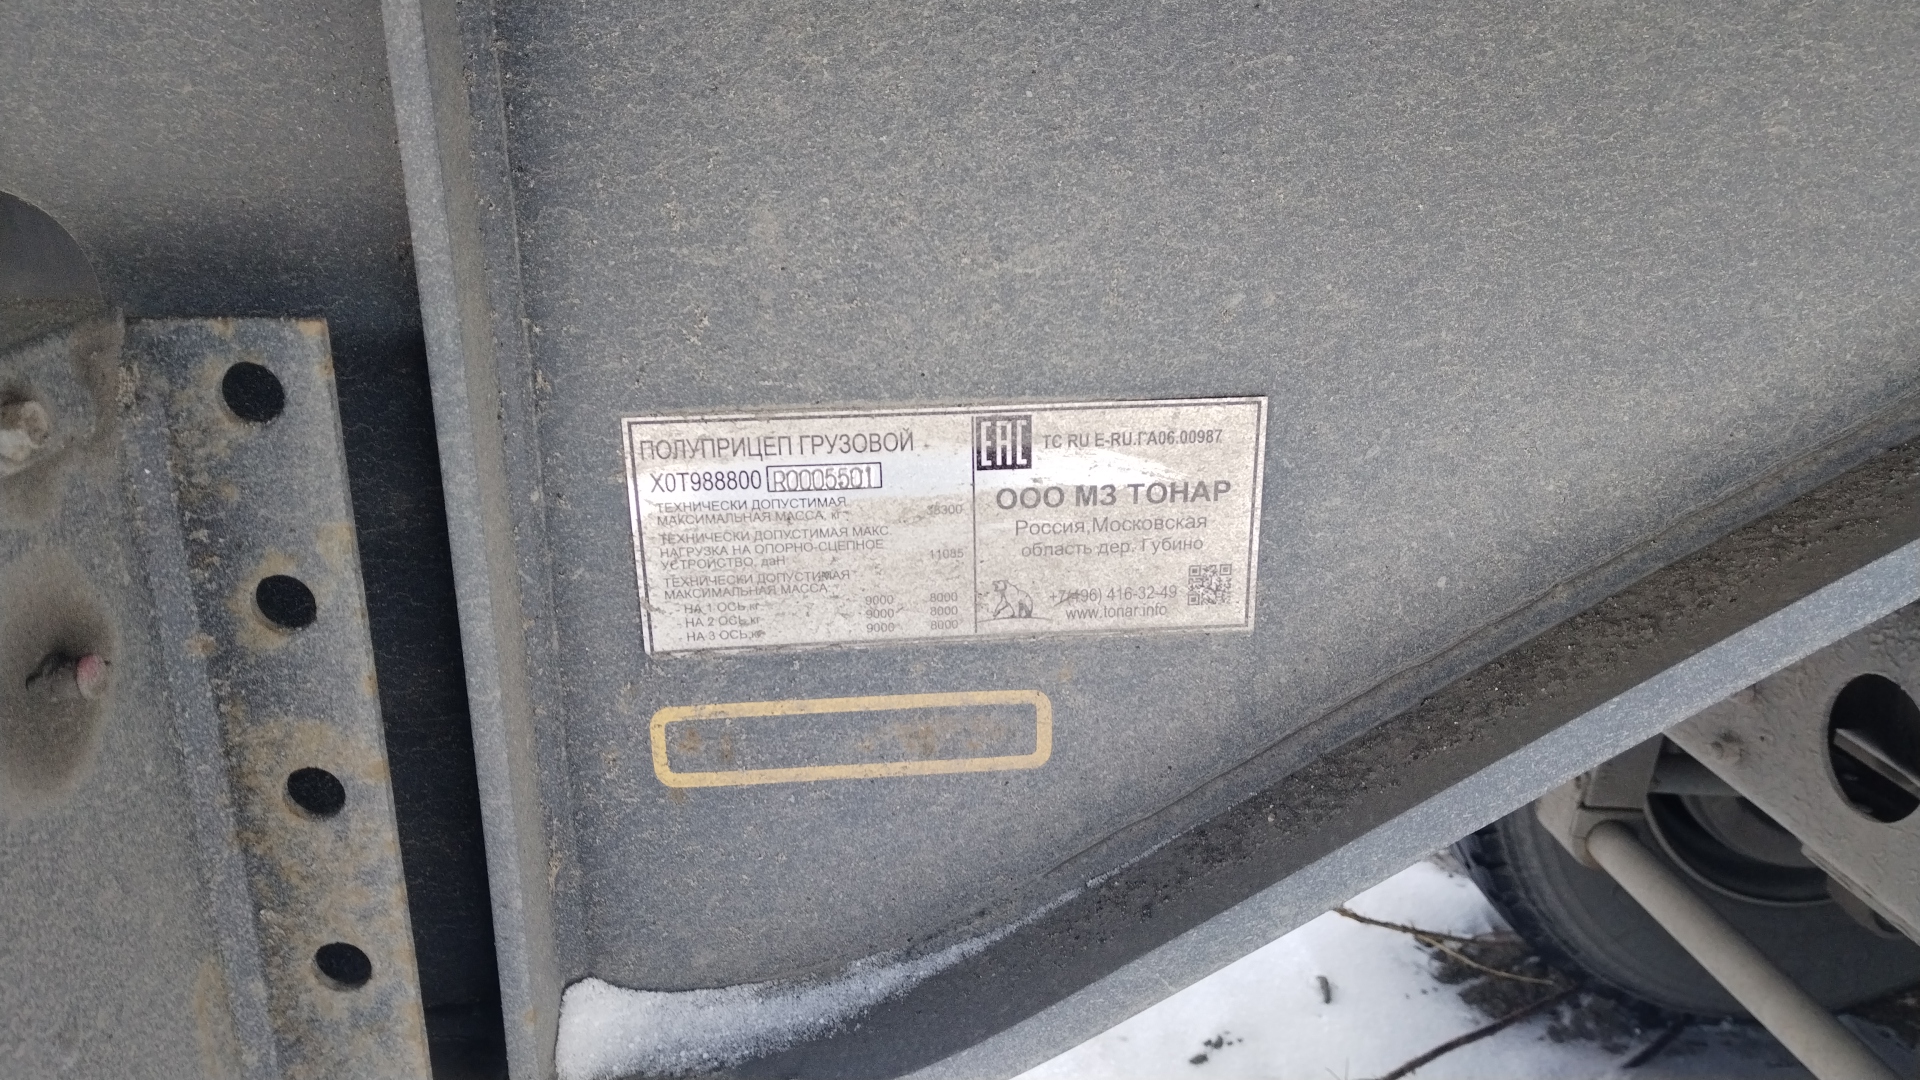 ПОЛУПРИЦЕП ГРУЗОВОЙ
X0T988800 R0005501
ТЕХНИЧЕСКИ ДОПУСТИМАЯ
МАКСИМАЛЬНАЯ МАССА, кг 38300
ТЕХНИЧЕСКИ ДОПУСТИМАЯ МАКС.
НАГРУЗКА НА ОПОРНО-СЦЕПНОЕ
УСТРОЙСТВО, даН 11085
ТЕХНИЧЕСКИ ДОПУСТИМАЯ
МАКСИМАЛЬНАЯ МАССА:
- НА 1 ОСЬ,кг 9000 8000
- НА 2 ОСЬ,кг 9000 8000
- НА 3 ОСЬ,кг 9000 8000
EAC TC RU E-RU.ГА06.00987
ООО МЗ ТОНАР
Россия,Московская
область дер. Губино
+7(496) 416-32-49
www.tonar.info